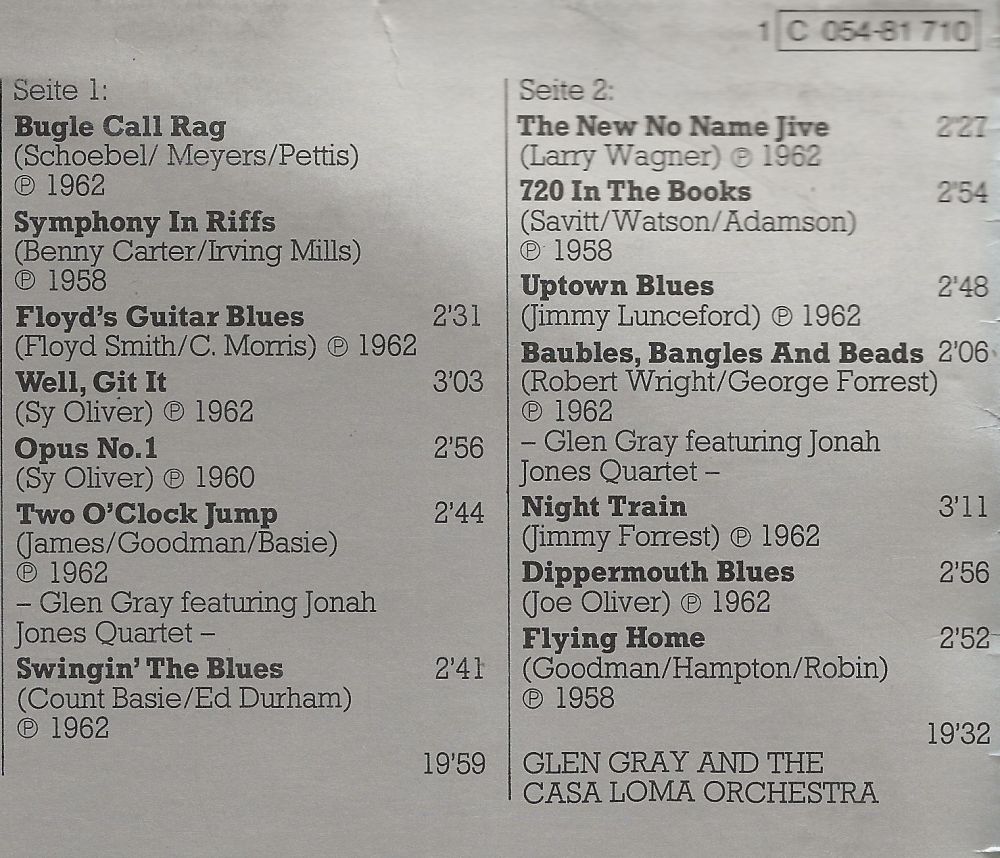 1 C 054-81 710
Seite 1:
Bugle Call Rag
(Schoebel/ Meyers/Pettis)
℗ 1962
Symphony In Riffs
(Benny Carter/Irving Mills)
℗ 1958
Floyd's Guitar Blues 2'31
(Floyd Smith/C. Morris) ℗ 1962
Well, Git It 3'03
(Sy Oliver) ℗ 1962
Opus No.1 2'56
(Sy Oliver) ℗ 1960
Two O'Clock Jump 2'44
(James/Goodman/Basie)
℗ 1962
– Glen Gray featuring Jonah
Jones Quartet –
Swingin' The Blues 2'41
(Count Basie/Ed Durham)
℗ 1962
19'59
Seite 2:
The New No Name Jive 2'27
(Larry Wagner) ℗ 1962
720 In The Books 2'54
(Savitt/Watson/Adamson)
℗ 1958
Uptown Blues 2'48
(Jimmy Lunceford) ℗ 1962
Baubles, Bangles And Beads 2'06
(Robert Wright/George Forrest)
℗ 1962
– Glen Gray featuring Jonah
Jones Quartet –
Night Train 3'11
(Jimmy Forrest) ℗ 1962
Dippermouth Blues 2'56
(Joe Oliver) ℗ 1962
Flying Home 2'52
(Goodman/Hampton/Robin)
℗ 1958
19'32
GLEN GRAY AND THE
CASA LOMA ORCHESTRA